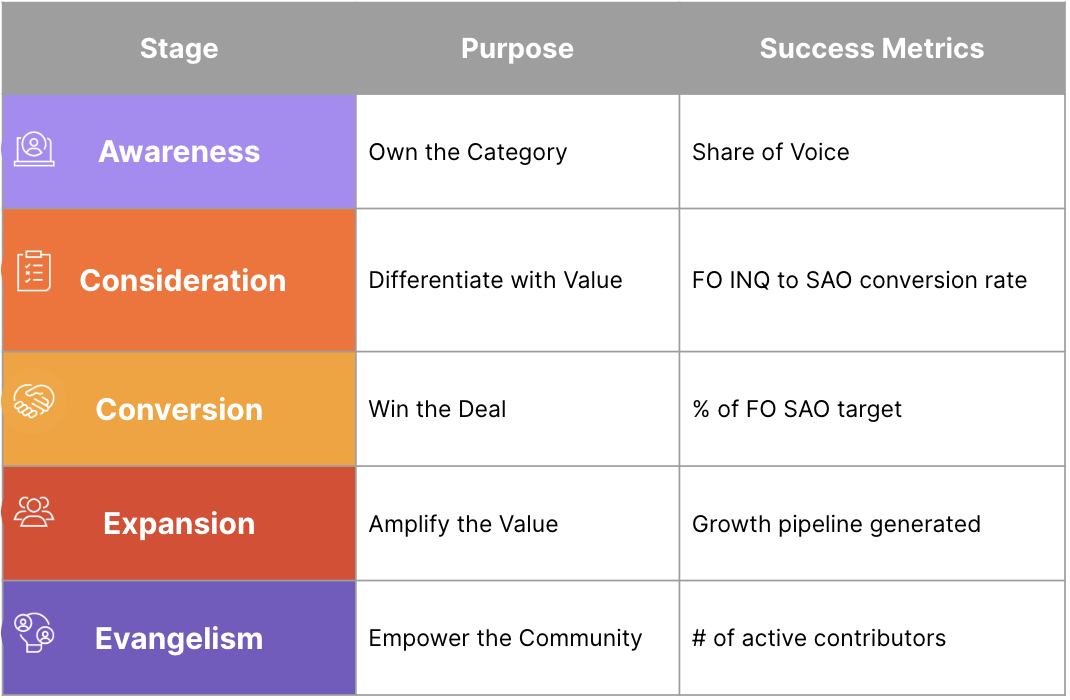 Stage Purpose Success Metrics
Awareness Own the Category Share of Voice
Consideration Differentiate with Value FO INQ to SAO conversion rate
Conversion Win the Deal % of FO SAO target
Expansion Amplify the Value Growth pipeline generated
Evangelism Empower the Community # of active contributors